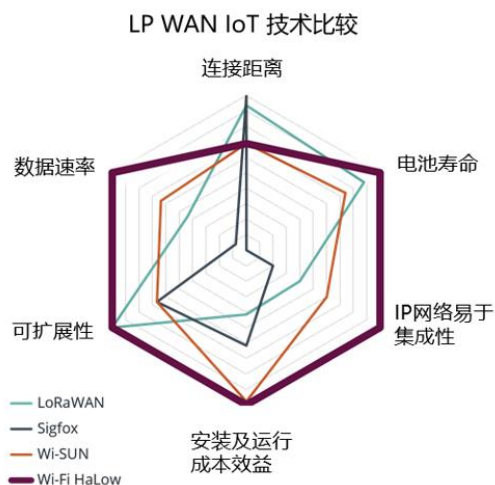 LP WAN IoT 技术比较
连接距离
数据速率
电池寿命
可扩展性
IP网络易于
集成性
安装及运行
成本效益
LoRaWAN
Sigfox
Wi-SUN
Wi-Fi HaLow